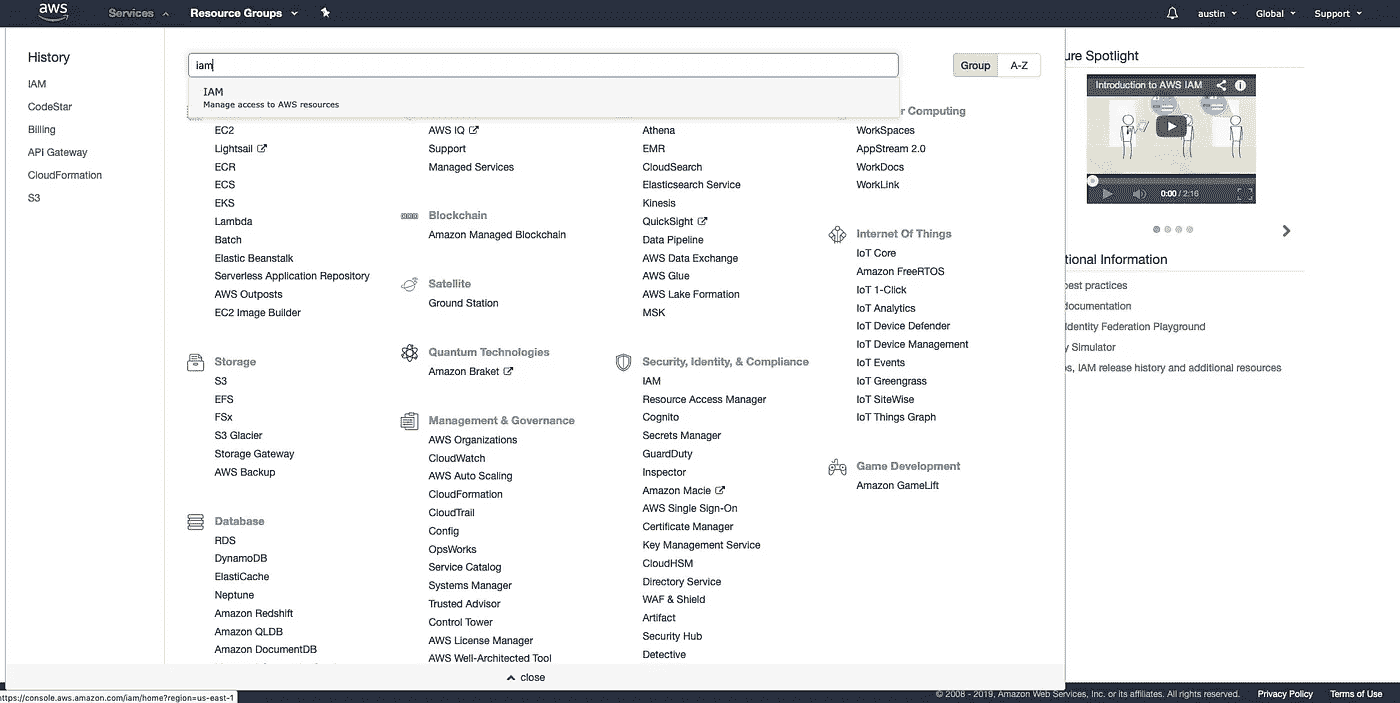 aws
Services
Resource Groups
austin
Global
Support
History
IAM
CodeStar
Billing
API Gateway
CloudFormation
S3
iam
Group
A-Z
IAM
Manage access to AWS resources
EC2
Lightsail
ECR
ECS
EKS
Lambda
Batch
Elastic Beanstalk
Serverless Application Repository
AWS Outposts
EC2 Image Builder
Storage
S3
EFS
FSx
S3 Glacier
Storage Gateway
AWS Backup
Database
RDS
DynamoDB
ElastiCache
Neptune
Amazon Redshift
Amazon QLDB
Amazon DocumentDB
AWS IQ
Support
Managed Services
Blockchain
Amazon Managed Blockchain
Satellite
Ground Station
Quantum Technologies
Amazon Braket
Management & Governance
AWS Organizations
CloudWatch
AWS Auto Scaling
CloudFormation
CloudTrail
Config
OpsWorks
Service Catalog
Systems Manager
Trusted Advisor
Control Tower
AWS License Manager
AWS Well-Architected Tool
Athena
EMR
CloudSearch
Elasticsearch Service
Kinesis
QuickSight
Data Pipeline
AWS Data Exchange
AWS Glue
AWS Lake Formation
MSK
Security, Identity, & Compliance
IAM
Resource Access Manager
Cognito
Secrets Manager
GuardDuty
Inspector
Amazon Macie
AWS Single Sign-On
Certificate Manager
Key Management Service
CloudHSM
Directory Service
WAF & Shield
Artifact
Security Hub
Detective
r Computing
WorkSpaces
AppStream 2.0
WorkDocs
WorkLink
Internet Of Things
IoT Core
Amazon FreeRTOS
IoT 1-Click
IoT Analytics
IoT Device Defender
IoT Device Management
IoT Events
IoT Greengrass
IoT SiteWise
IoT Things Graph
Game Development
Amazon GameLift
close
ure Spotlight
Introduction to AWS IAM
0:00 / 2:16
tional Information
best practices
documentation
Identity Federation Playground
y Simulator
os, IAM release history and additional resources
https://console.aws.amazon.com/iam/home?region=us-east-1
© 2008 - 2019, Amazon Web Services, Inc. or its affiliates. All rights reserved.
Privacy Policy
Terms of Use